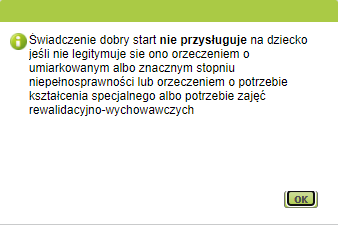 Świadczenie dobry start nie przysługuje na dziecko
jeśli nie legitymuje sie ono orzeczeniem o
umiarkowanym albo znacznym stopniu
niepełnosprawności lub orzeczeniem o potrzebie
kształcenia specjalnego albo potrzebie zajęć
rewalidacyjno-wychowawczych
OK